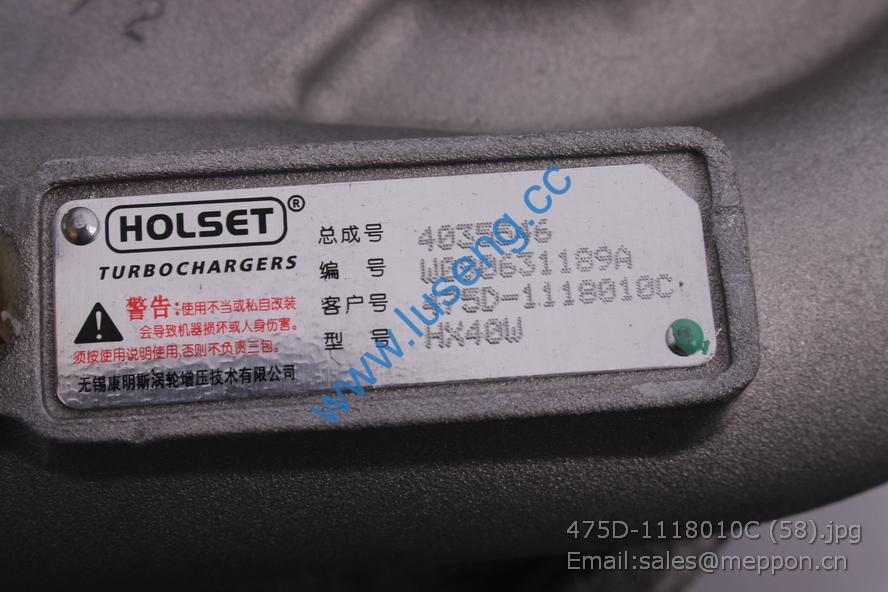 2
HOLSET®
TURBOCHARGERS
警告:使用不当或私自改装
会导致机器损坏或人身伤害。
须按使用说明使用,否则不负责三包。
无锡康明斯涡轮增压技术有限公司
总成号
编 号
客户号 475D-1118010C
型 号 HX40W
www.luseng.cc
475D-1118010C (58).jpg
Email:sales@meppon.cn